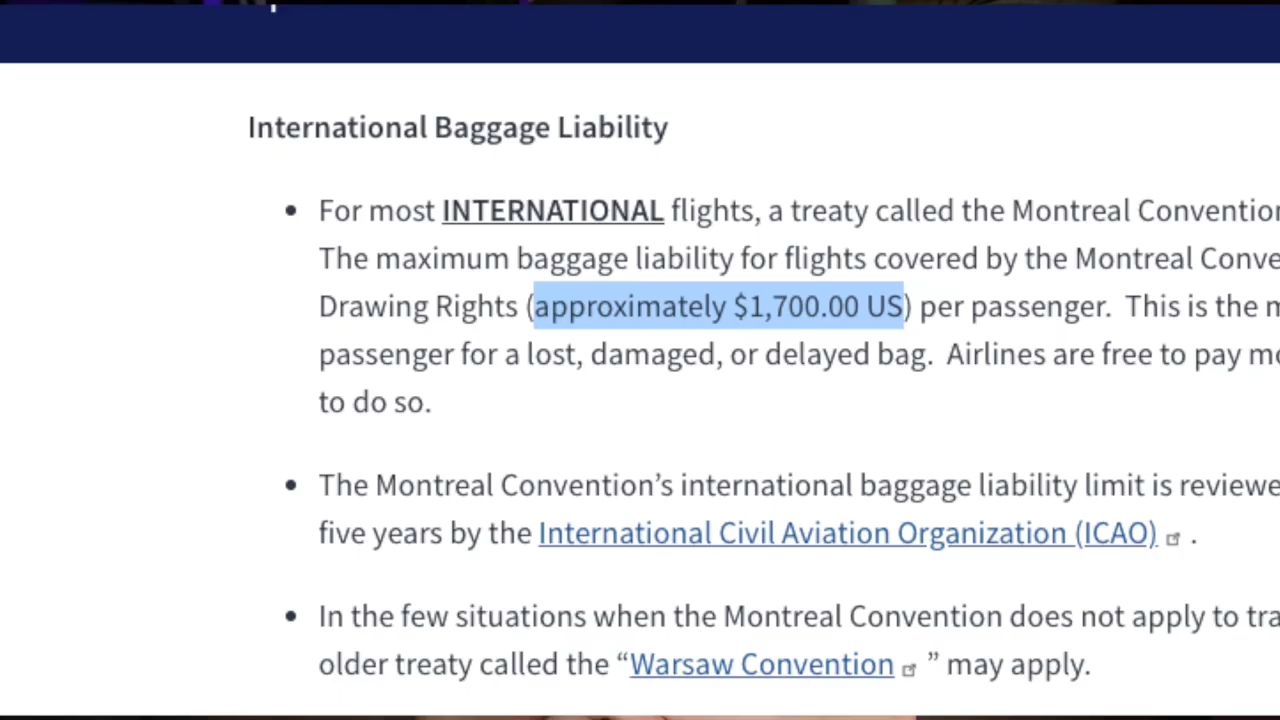 International Baggage Liability
• For most INTERNATIONAL flights, a treaty called the Montreal
The maximum baggage liability for flights covered by the Montreal
Drawing Rights (approximately $1,700.00 US) per passenger. This is the
passenger for a lost, damaged, or delayed bag. Airlines are free to pay
to do so.
• The Montreal Convention's international baggage liability limit is
five years by the International Civil Aviation Organization (ICAO) .
• In the few situations when the Montreal Convention does not apply to
older treaty called the “Warsaw Convention ” may apply.